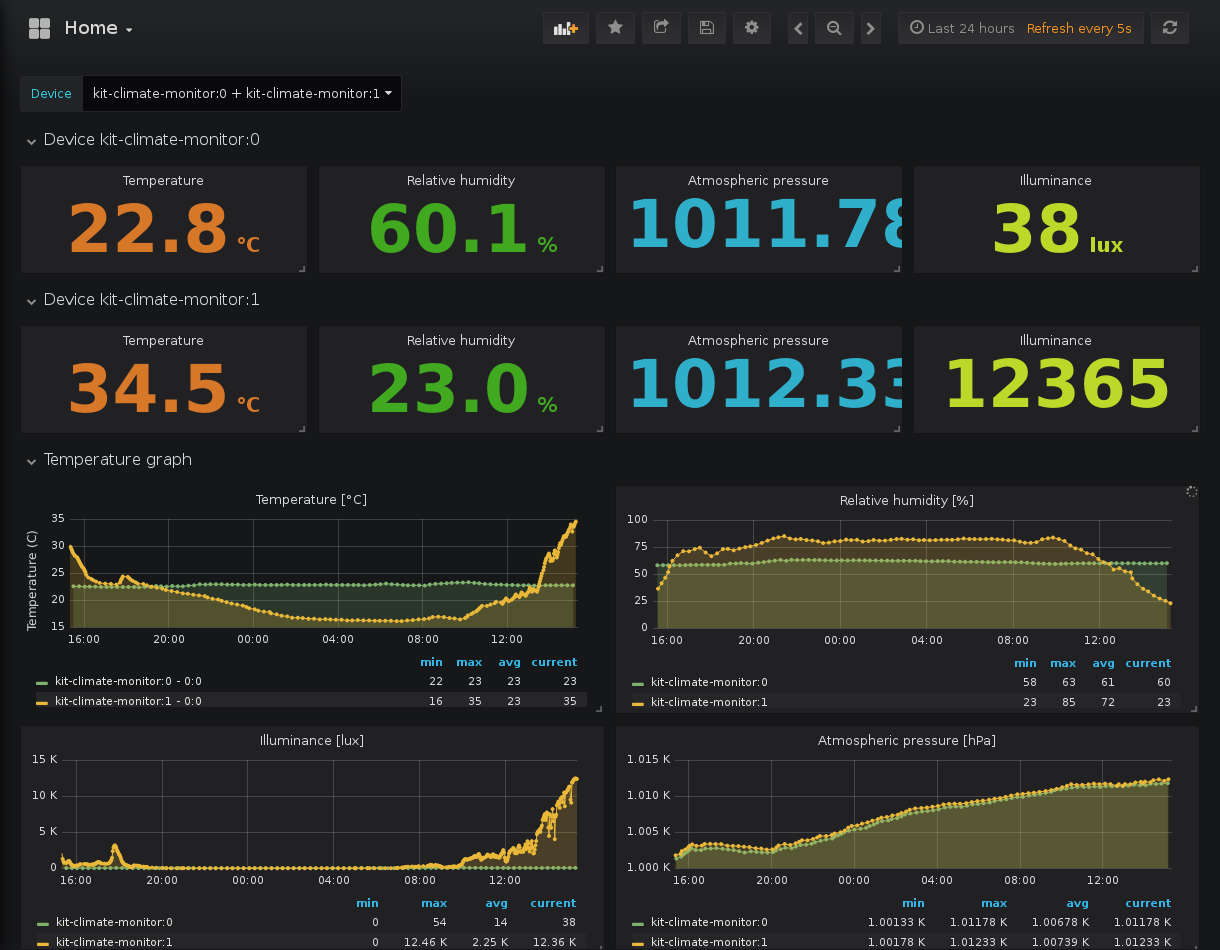 Home
Last 24 hours Refresh every 5s
Device kit-climate-monitor:0 + kit-climate-monitor:1
Device kit-climate-monitor:0
Temperature Relative humidity Atmospheric pressure Illuminance
22.8 °C 60.1 % 1011.78 38 lux
Device kit-climate-monitor:1
Temperature Relative humidity Atmospheric pressure Illuminance
34.5 °C 23.0 % 1012.33 12365
Temperature graph
Temperature [°C]
Temperature (C)
35
30
25
20
15
16:00 20:00 00:00 04:00 08:00 12:00
min max avg current
kit-climate-monitor:0 - 0:0 22 23 23 23
kit-climate-monitor:1 - 0:0 16 35 23 35
Relative humidity [%]
100
75
50
25
0
16:00 20:00 00:00 04:00 08:00 12:00
min max avg current
kit-climate-monitor:0 58 63 61 60
kit-climate-monitor:1 23 85 72 23
Illuminance [lux]
15 K
10 K
5 K
0
16:00 20:00 00:00 04:00 08:00 12:00
min max avg current
kit-climate-monitor:0 0 54 14 38
kit-climate-monitor:1 0 12.46 K 2.25 K 12.36 K
Atmospheric pressure [hPa]
1.015 K
1.010 K
1.005 K
1.000 K
16:00 20:00 00:00 04:00 08:00 12:00
min max avg current
kit-climate-monitor:0 1.00133 K 1.01178 K 1.00678 K 1.01178 K
kit-climate-monitor:1 1.00178 K 1.01233 K 1.00739 K 1.01233 K